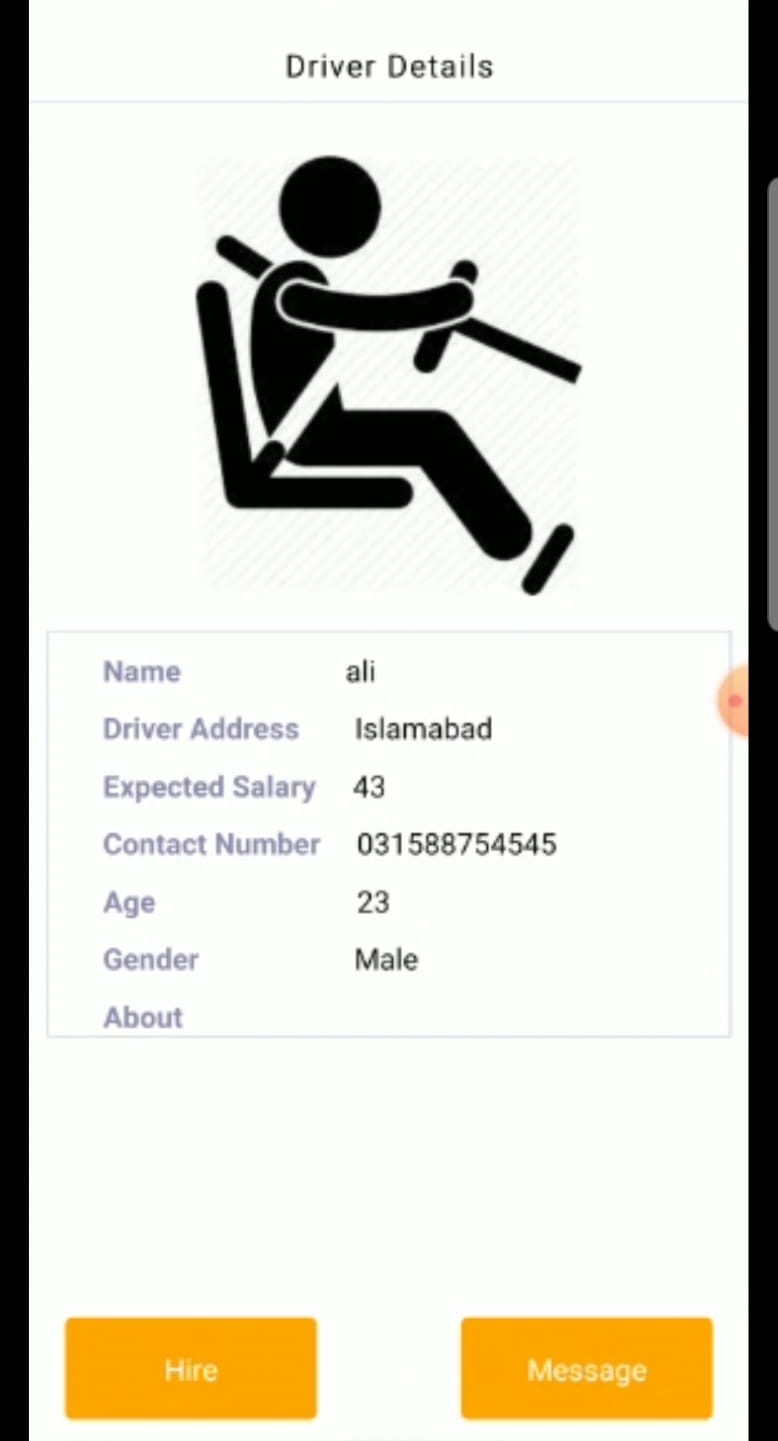 Driver Details
Name ali
Driver Address Islamabad
Expected Salary 43
Contact Number 031588754545
Age 23
Gender Male
About
Hire Message